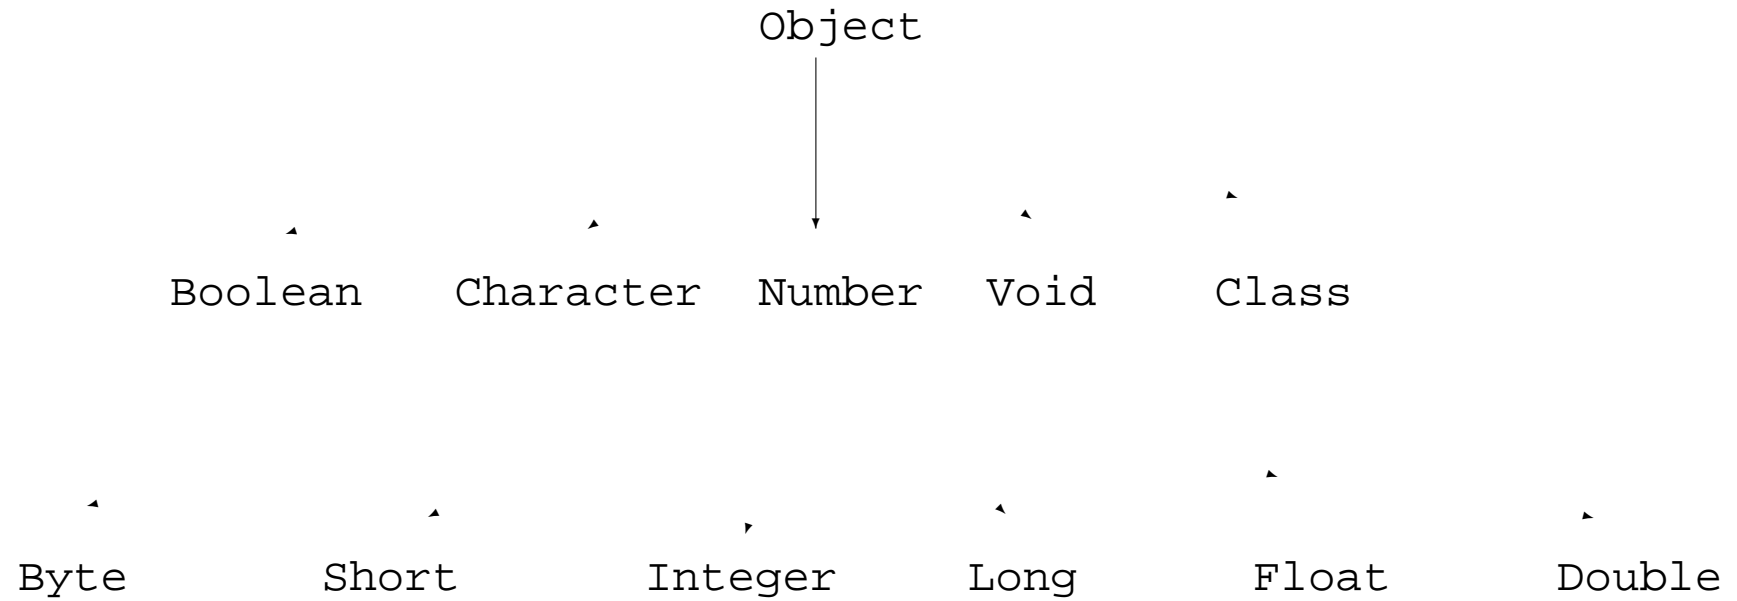 Object
Boolean Character Number Void Class
Byte Short Integer Long Float Double